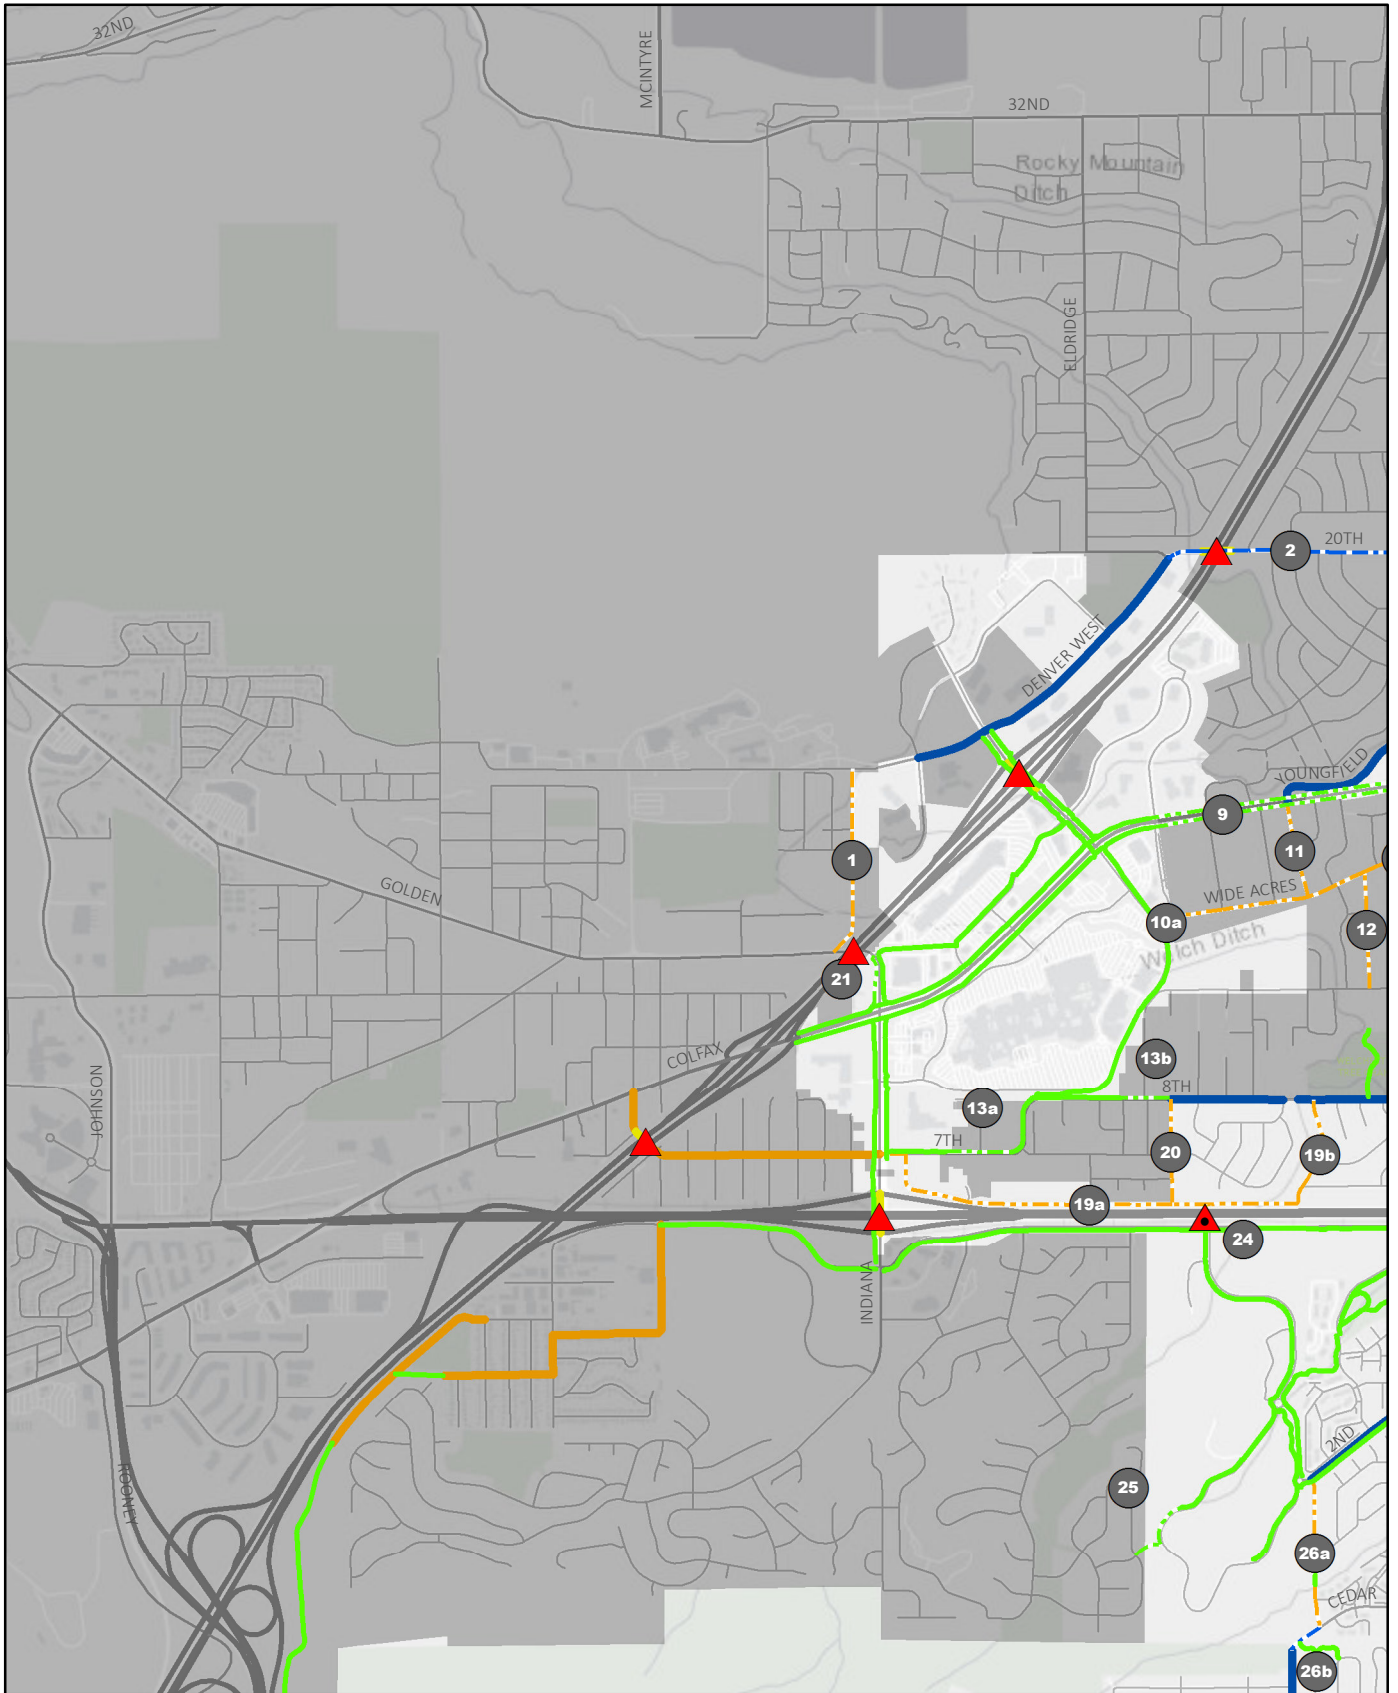 32ND
MCINTYRE
32ND
Rocky Mountain
Ditch
ELDRIDGE
2
20TH
DENVER WEST
YOUNGFIELD
9
1
11
GOLDEN
WIDE ACRES
10a
12
Welch Ditch
21
COLFAX
13b
JOHNSON
8TH
13a
7TH
20
19b
19a
24
INDIANA
2ND
25
ROONEY
26a
CEDAR
26b